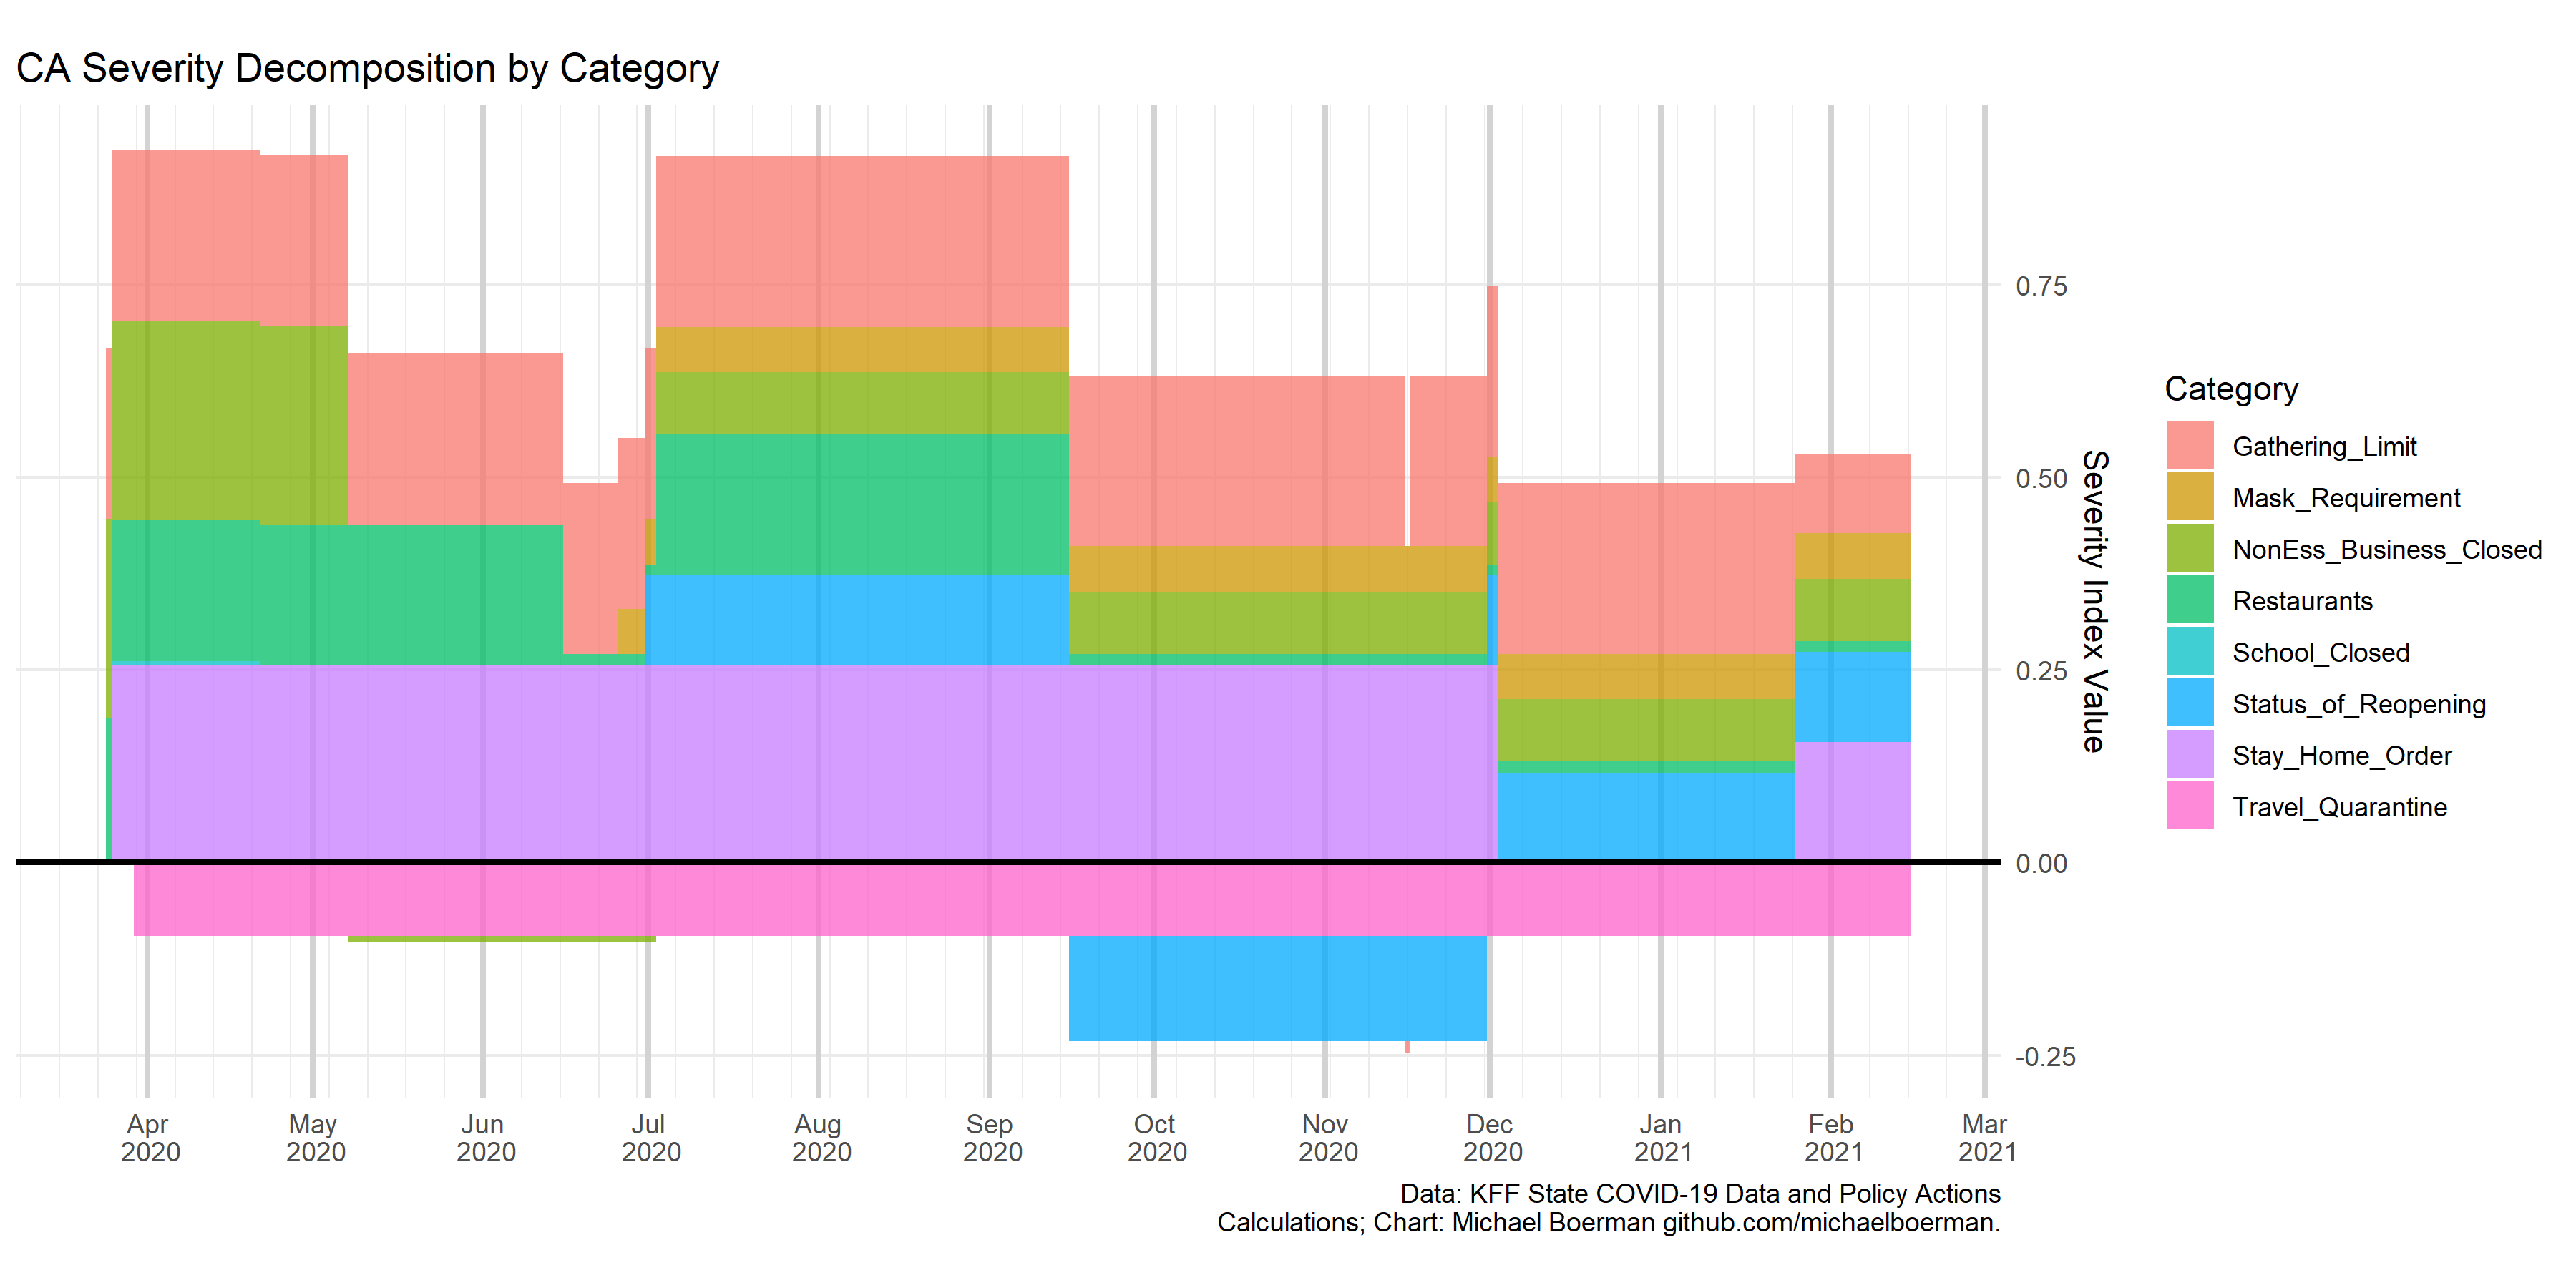 CA Severity Decomposition by Category
0.75
0.50
0.25
0.00
-0.25
Severity Index Value
Apr
2020
May
2020
Jun
2020
Jul
2020
Aug
2020
Sep
2020
Oct
2020
Nov
2020
Dec
2020
Jan
2021
Feb
2021
Mar
2021
Category
Gathering_Limit
Mask_Requirement
NonEss_Business_Closed
Restaurants
School_Closed
Status_of_Reopening
Stay_Home_Order
Travel_Quarantine
Data: KFF State COVID-19 Data and Policy Actions
Calculations; Chart: Michael Boerman github.com/michaelboerman.